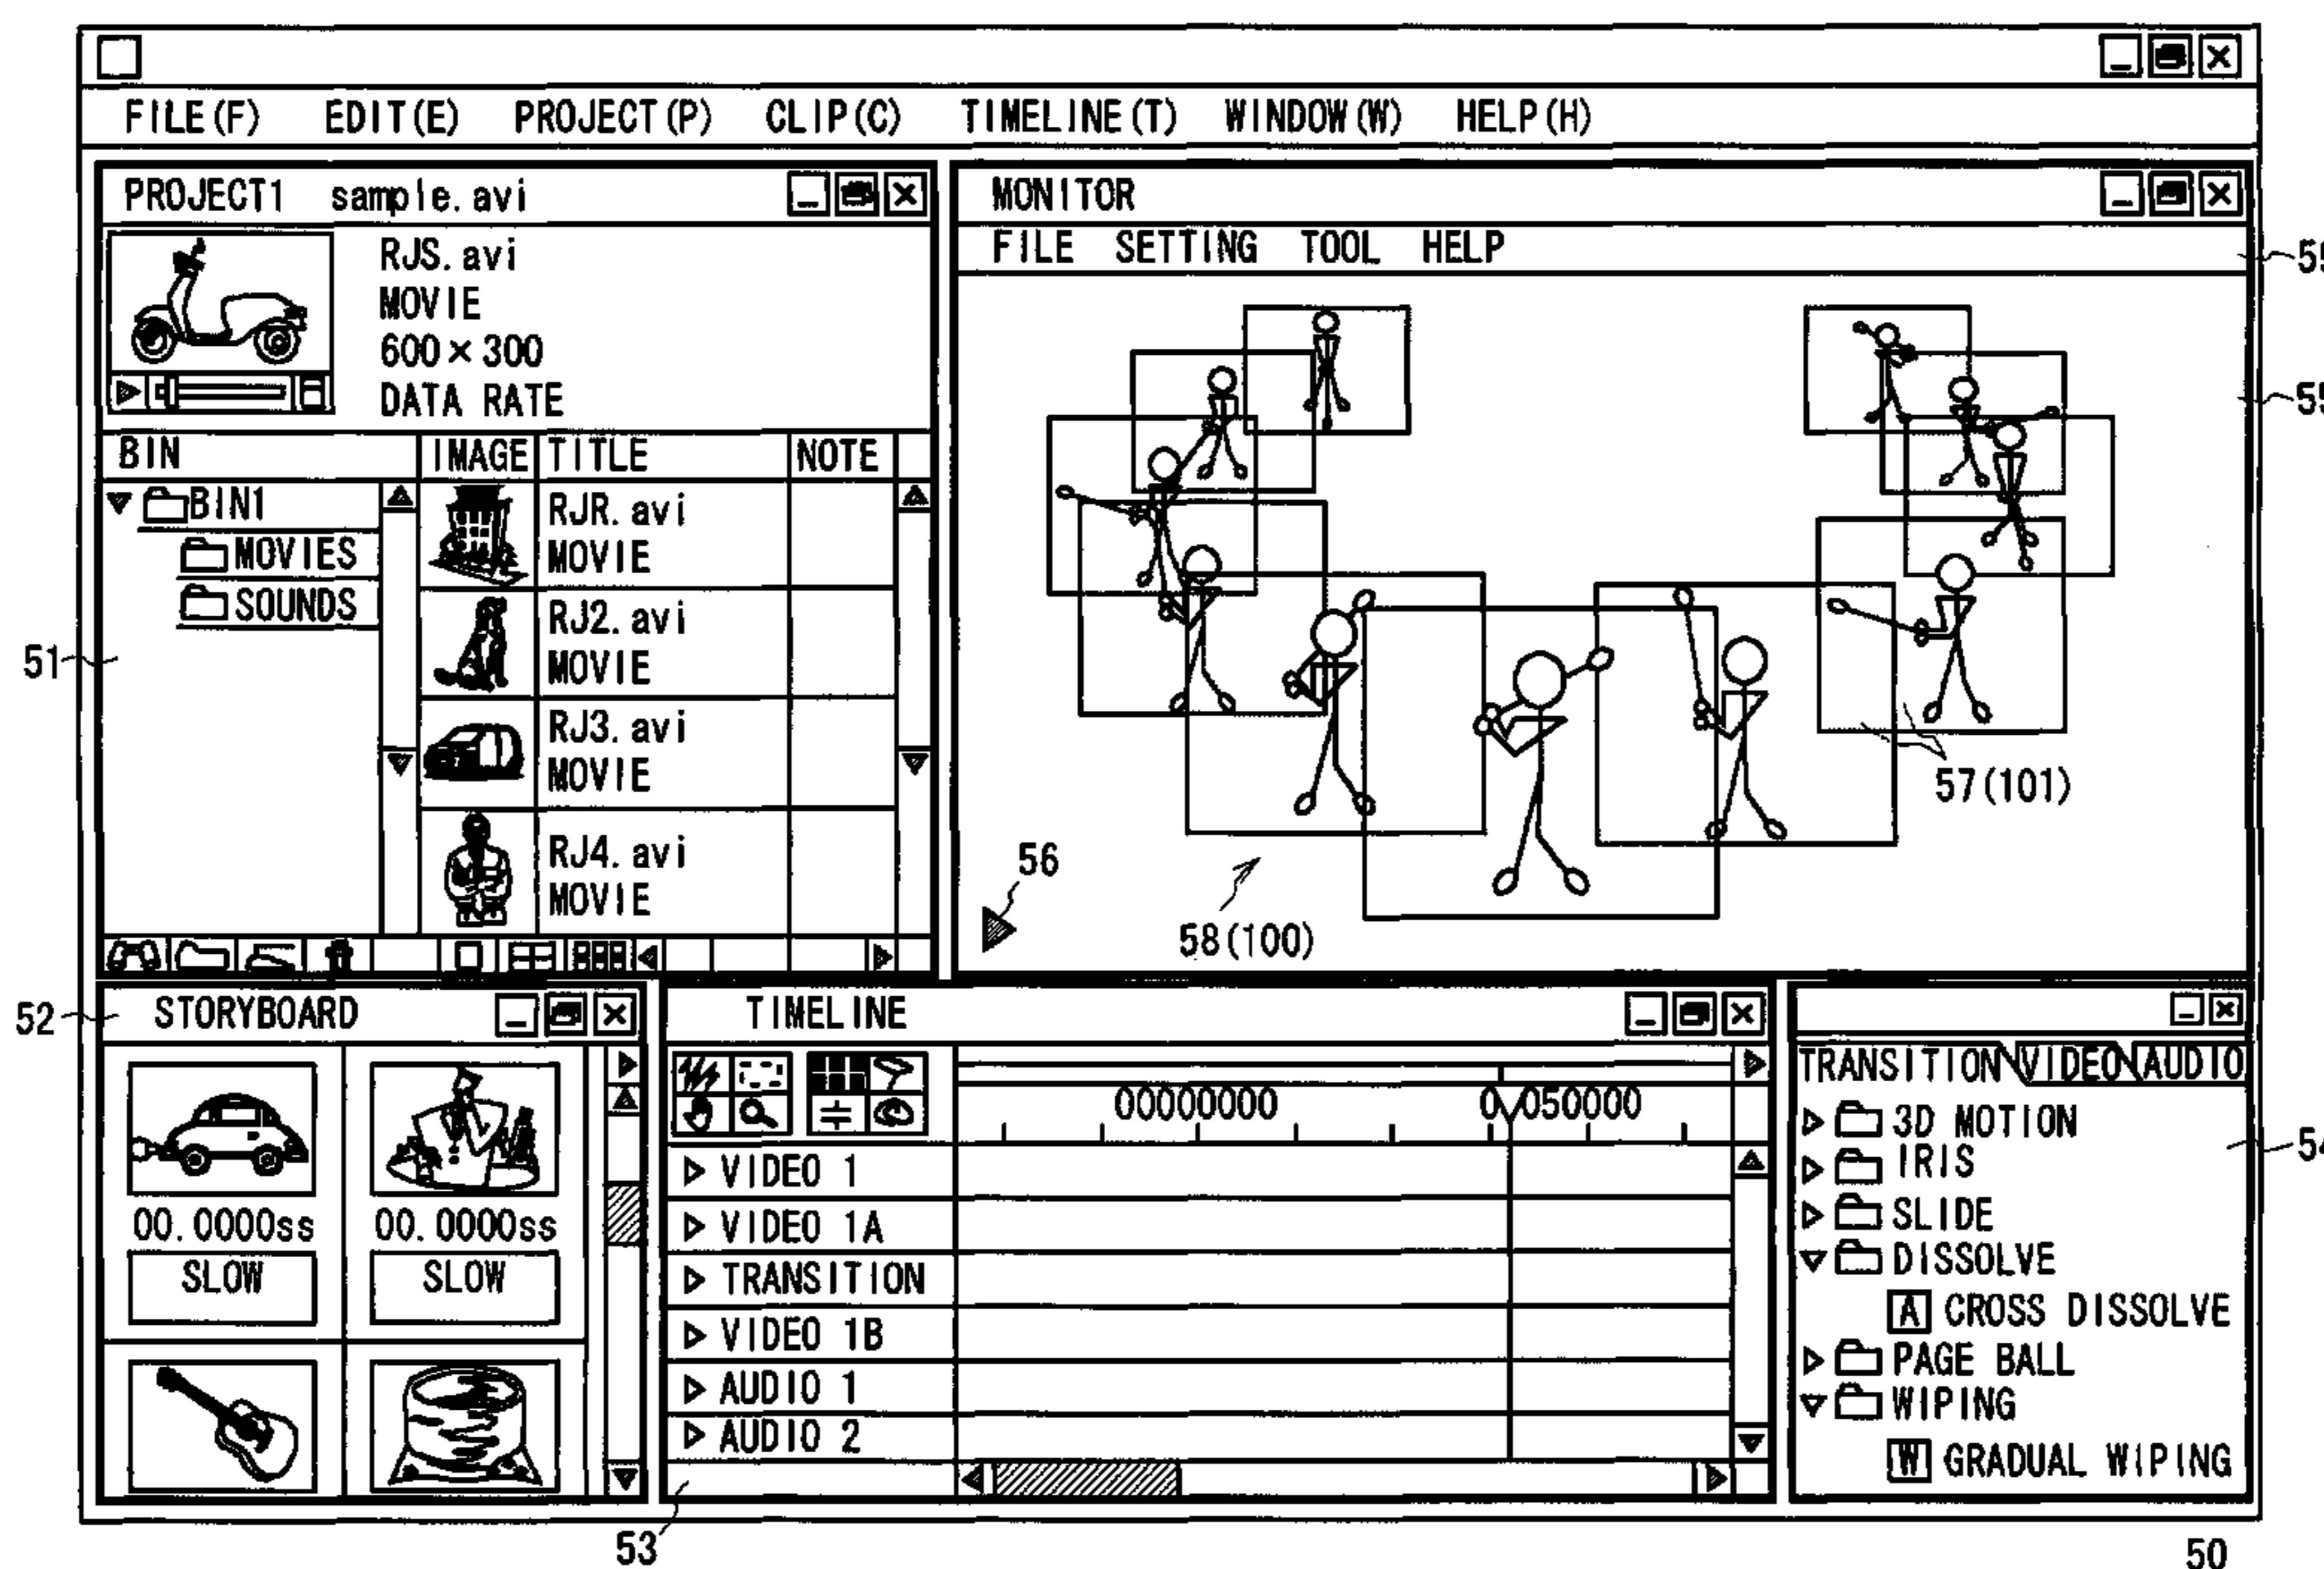 FILE(F) EDIT(E) PROJECT(P) CLIP(C) TIMELINE(T) WINDOW(W) HELP(H)
PROJECT1 sample.avi
RJS.avi
MOVIE
600×300
DATA RATE
BIN IMAGE TITLE NOTE
BIN1
MOVIES
SOUNDS
RJR.avi
MOVIE
RJ2.avi
MOVIE
RJ3.avi
MOVIE
RJ4.avi
MOVIE
51
MONITOR
FILE SETTING TOOL HELP
57(101)
56
58(100)
52
STORYBOARD
00.0000ss 00.0000ss
SLOW SLOW
TIMELINE
00000000 0 050000
VIDEO 1
VIDEO 1A
TRANSITION
VIDEO 1B
AUDIO 1
AUDIO 2
53
TRANSITION VIDEO AUDIO
3D MOTION
IRIS
SLIDE
DISSOLVE
A CROSS DISSOLVE
PAGE BALL
WIPING
W GRADUAL WIPING
50